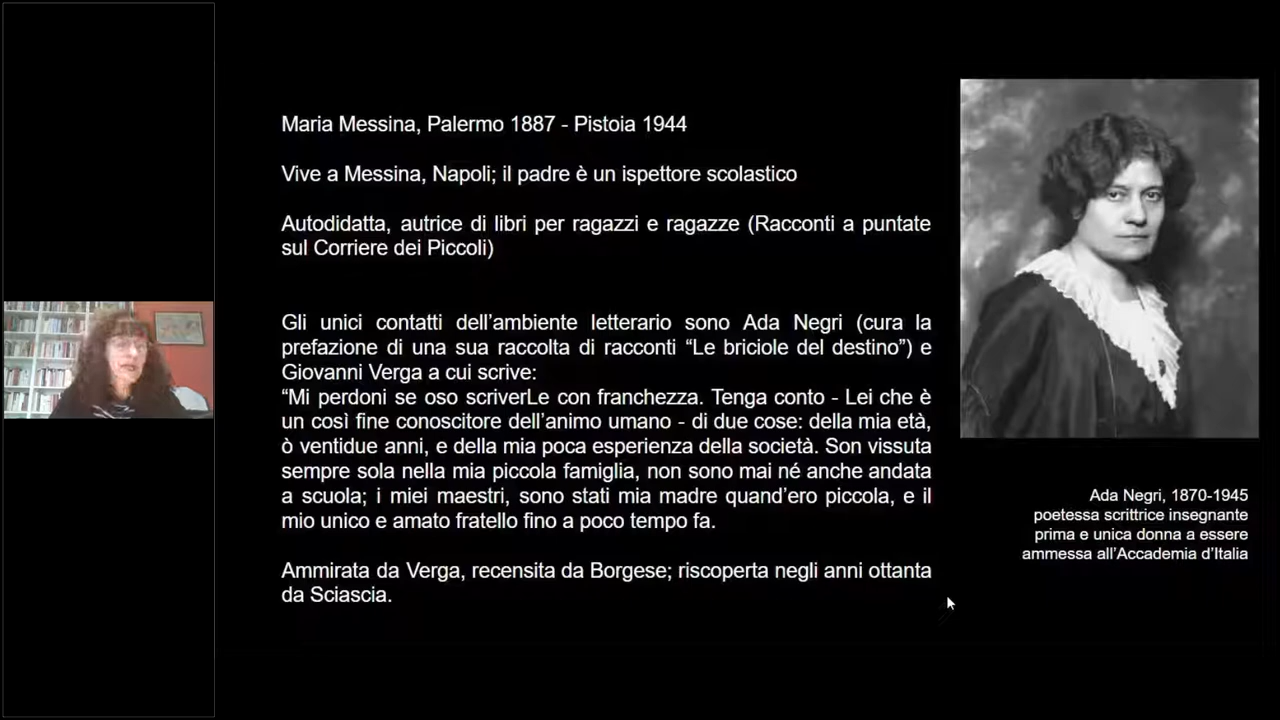 Maria Messina, Palermo 1887 - Pistoia 1944
Vive a Messina, Napoli; il padre è un ispettore scolastico
Autodidatta, autrice di libri per ragazzi e ragazze (Racconti a puntate
sul Corriere dei Piccoli)
Gli unici contatti dell’ambiente letterario sono Ada Negri (cura la
prefazione di una sua raccolta di racconti “Le briciole del destino”) e
Giovanni Verga a cui scrive:
“Mi perdoni se oso scriverLe con franchezza. Tenga conto - Lei che è
un così fine conoscitore dell’animo umano - di due cose: della mia età,
ò ventidue anni, e della mia poca esperienza della società. Son vissuta
sempre sola nella mia piccola famiglia, non sono mai né anche andata
a scuola; i miei maestri, sono stati mia madre quand’ero piccola, e il
mio unico e amato fratello fino a poco tempo fa.
Ammirata da Verga, recensita da Borgese; riscoperta negli anni ottanta
da Sciascia.
Ada Negri, 1870-1945
poetessa scrittrice insegnante
prima e unica donna a essere
ammessa all’Accademia d’Italia